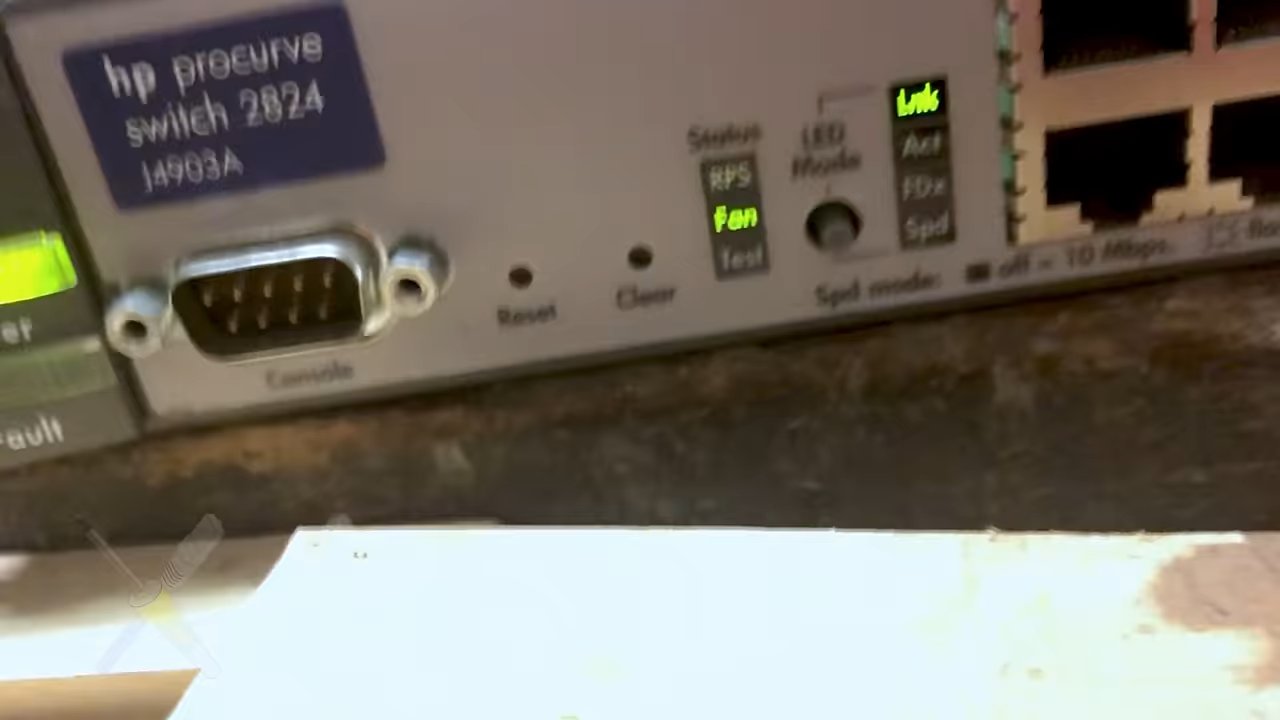 hp procurve
switch 2824
J4903A
Console
Reset
Clear
Status
RPS
Fan
Test
LED
Mode
Lnk
Act
FDx
Spd
Spd mode: off = 10 Mbps,
er
ault